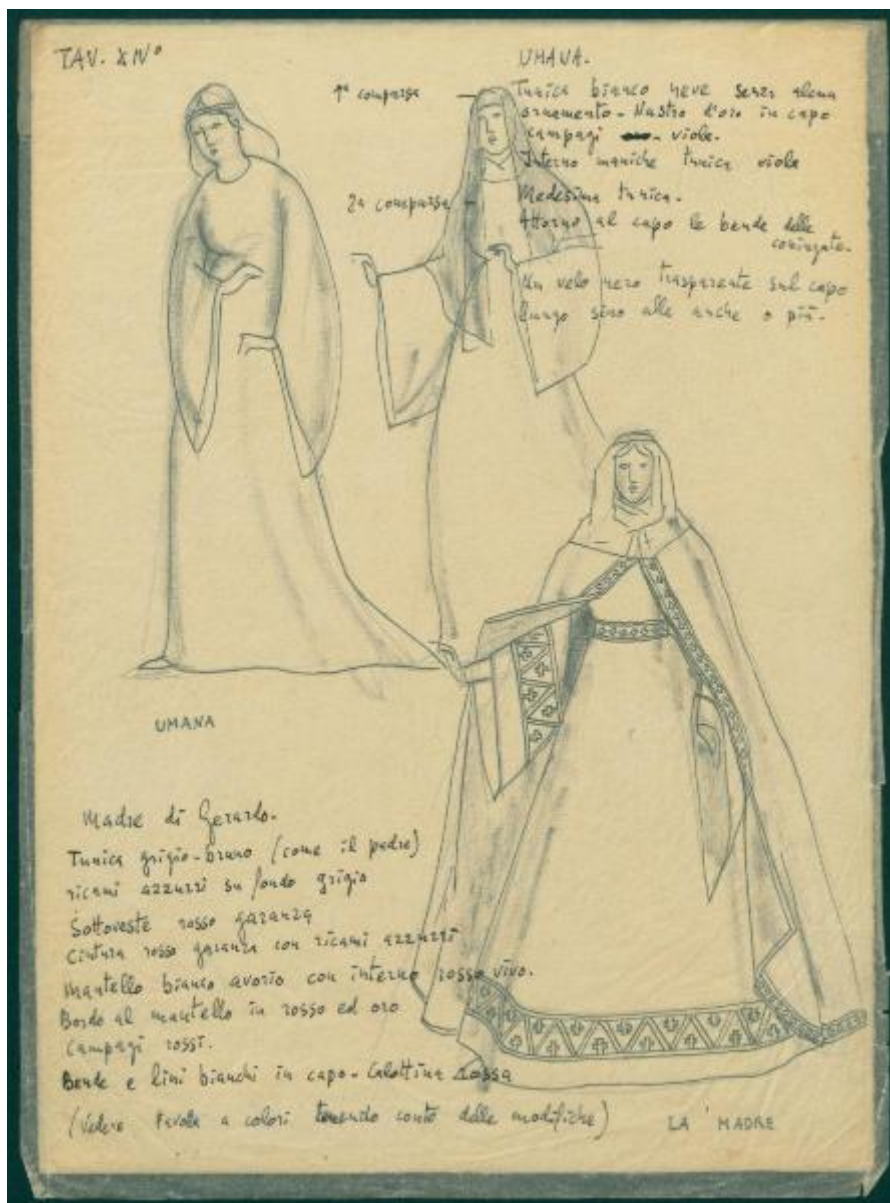 TAV. XIVº
UMANA.
1ª comparsa
Tunica bianco neve senza alcun
ornamento - Nastro d'oro in capo
campagi viola.
Interno maniche tunica viola
2a comparsa
Medesima tunica.
Attorno al capo le bende delle
coniugate.
Un velo nero trasparente sul capo
lungo sino alle anche o più.
UMANA
Madre di Gerardo.
Tunica grigio-bruno (come il padre)
ricami azzurri su fondo grigio
Sottoveste rosso garanza
Cintura rosso garanza con ricami azzurri
Mantello bianco avorio con interno rosso vivo.
Bordo al mantello in rosso ed oro
Campagi rossi.
Bende e lini bianchi in capo - Calottina rossa
(vedere tavola a colori tenendo conto delle modifiche)
LA MADRE